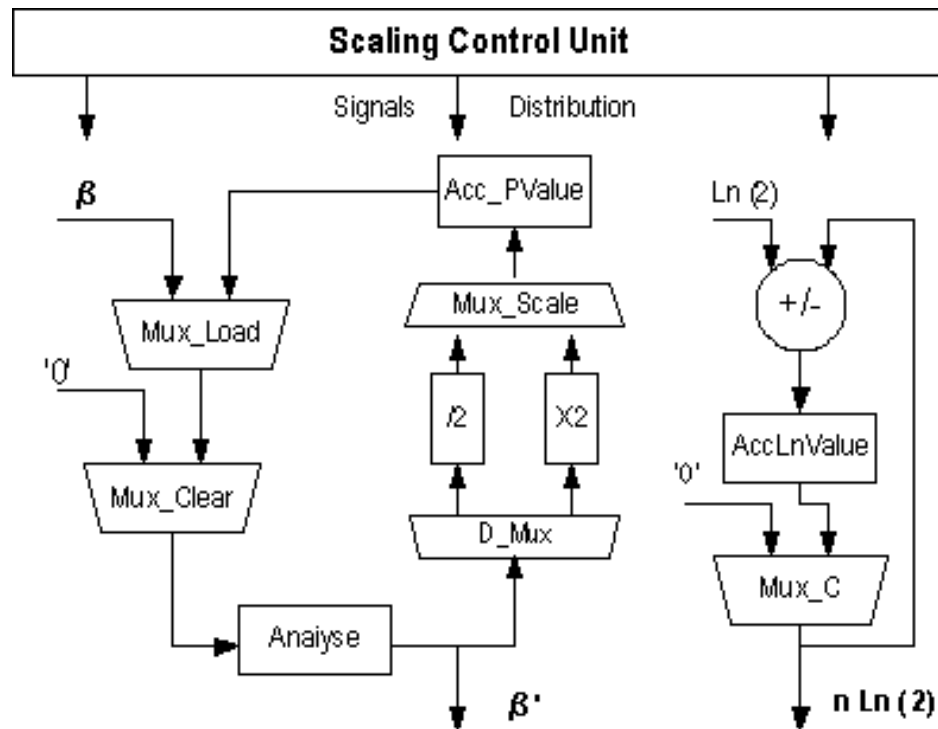 Scaling Control Unit
Signals Distribution
β
Acc_PValue
Ln (2)
Mux_Load
Mux_Scale
+/-
'0'
/2
X2
AccLnValue
'0'
Mux_Clear
D_Mux
Mux_C
Anaiyse
β'
n Ln (2)